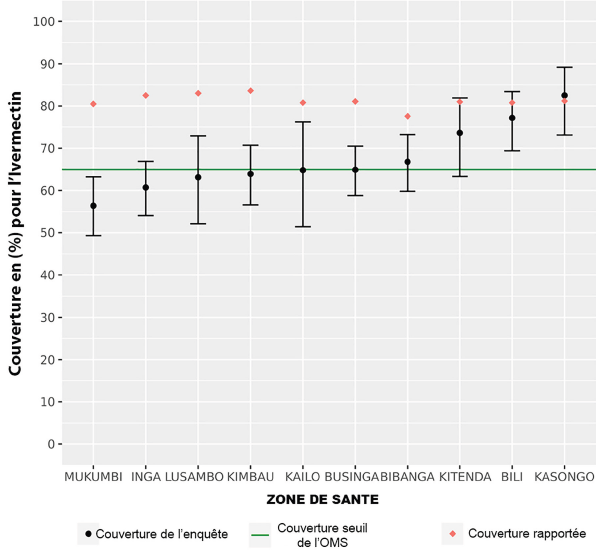 Couverture en (%) pour l'Ivermectin
100
90
80
70
60
50
40
30
20
10
0
MUKUMBI INGA LUSAMBO KIMBAU KAILO BUSINGA BIBANGA KITENDA BILI KASONGO
ZONE DE SANTE
Couverture de l'enquête
Couverture seuil
de l'OMS
Couverture rapportée